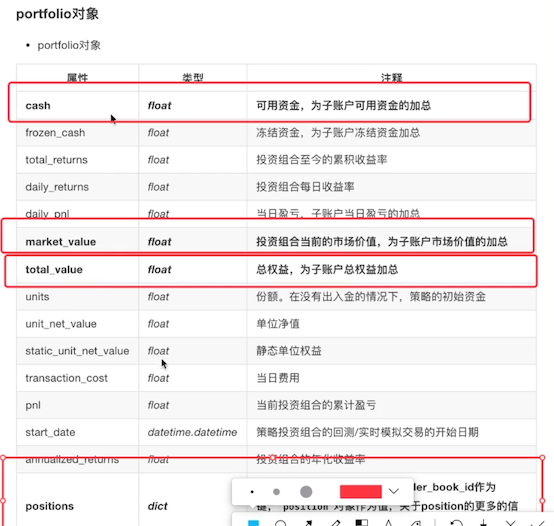 portfolio对象
portfolio对象
属性 类型 注释
cash float 可用资金，为子账户可用资金的加总
frozen_cash float 冻结资金，为子账户冻结资金加总
total_returns float 投资组合至今的累积收益率
daily_returns float 投资组合每日收益率
daily_pnl float 当日盈亏，子账户当日盈亏的加总
market_value float 投资组合当前的市场价值，为子账户市场价值的加总
total_value float 总权益，为子账户总权益加总
units float 份额。在没有出入金的情况下，策略的初始资金
unit_net_value float 单位净值
static_unit_net_value float 静态单位权益
transaction_cost float 当日费用
pnl float 当前投资组合的累计盈亏
start_date datetime.datetime 策略投资组合的回测/实时模拟交易的开始日期
annualized_returns float 投资组合的年化收益率
der_book_id作为
positions dict 键， position 对象作为值，关于position的更多的信